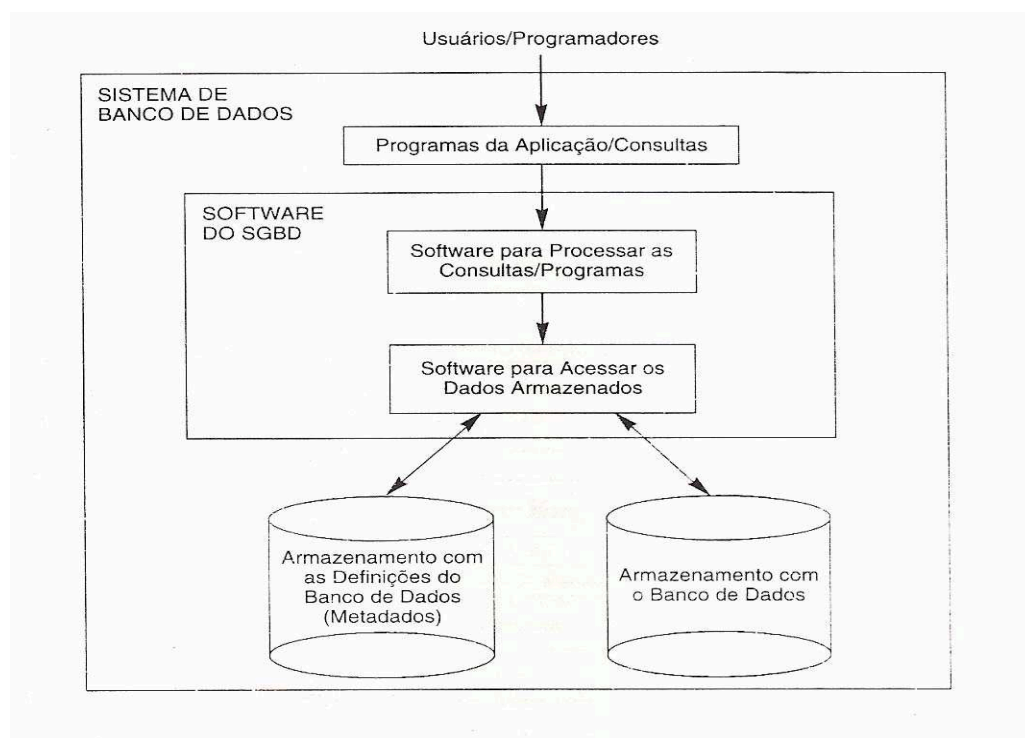 Usuários/Programadores
SISTEMA DE
BANCO DE DADOS
Programas da Aplicação/Consultas
SOFTWARE
DO SGBD
Software para Processar as
Consultas/Programas
Software para Acessar os
Dados Armazenados
Armazenamento com
as Definições do
Banco de Dados
(Metadados)
Armazenamento com
o Banco de Dados